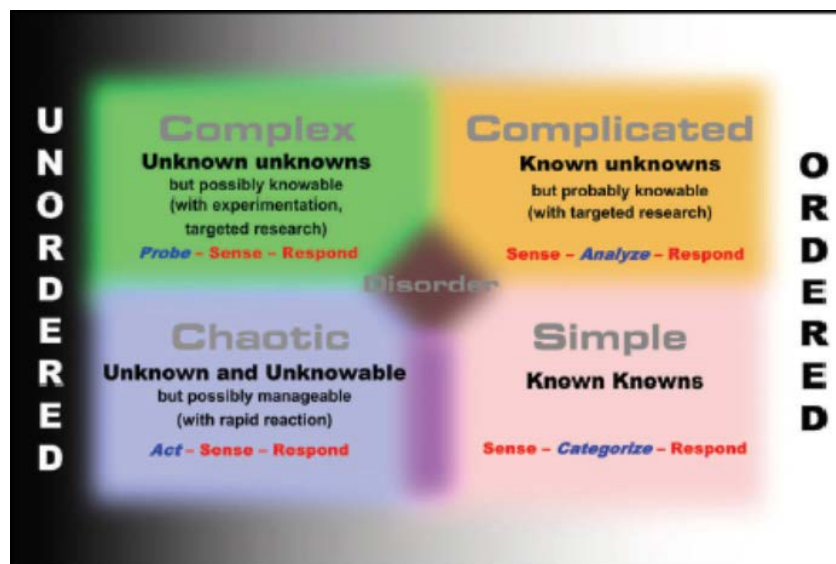 UNORDERED
Complex
Unknown unknowns
but possibly knowable
(with experimentation,
targeted research)
Probe – Sense – Respond
Complicated
Known unknowns
but probably knowable
(with targeted research)
Sense – Analyze – Respond
Disorder
Chaotic
Unknown and Unknowable
but possibly manageable
(with rapid reaction)
Act – Sense – Respond
Simple
Known Knowns
Sense – Categorize – Respond
ORDERED